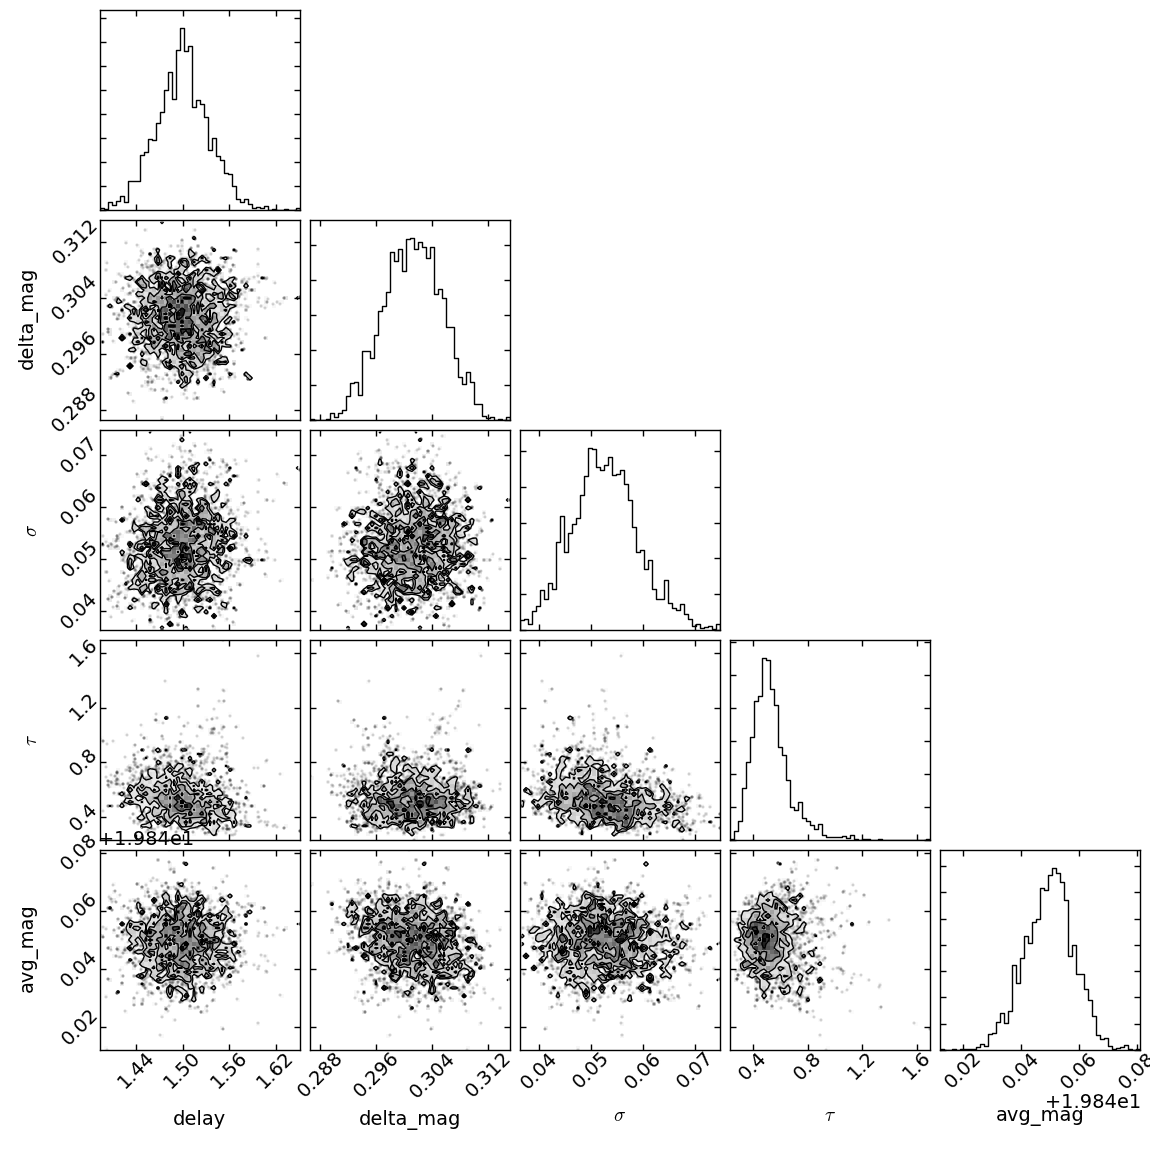 0.312
0.304
0.296
0.288
delta_mag
0.07
0.06
0.05
0.04
σ
1.6
1.2
0.8
0.4
τ
+1.984e1
0.08
0.06
0.04
0.02
avg_mag
1.44 1.50 1.56 1.62
0.288 0.296 0.304 0.312
0.04 0.05 0.06 0.07
0.4 0.8 1.2 1.6
0.02 0.04 0.06 0.08
+1.984e1
delay delta_mag σ τ avg_mag